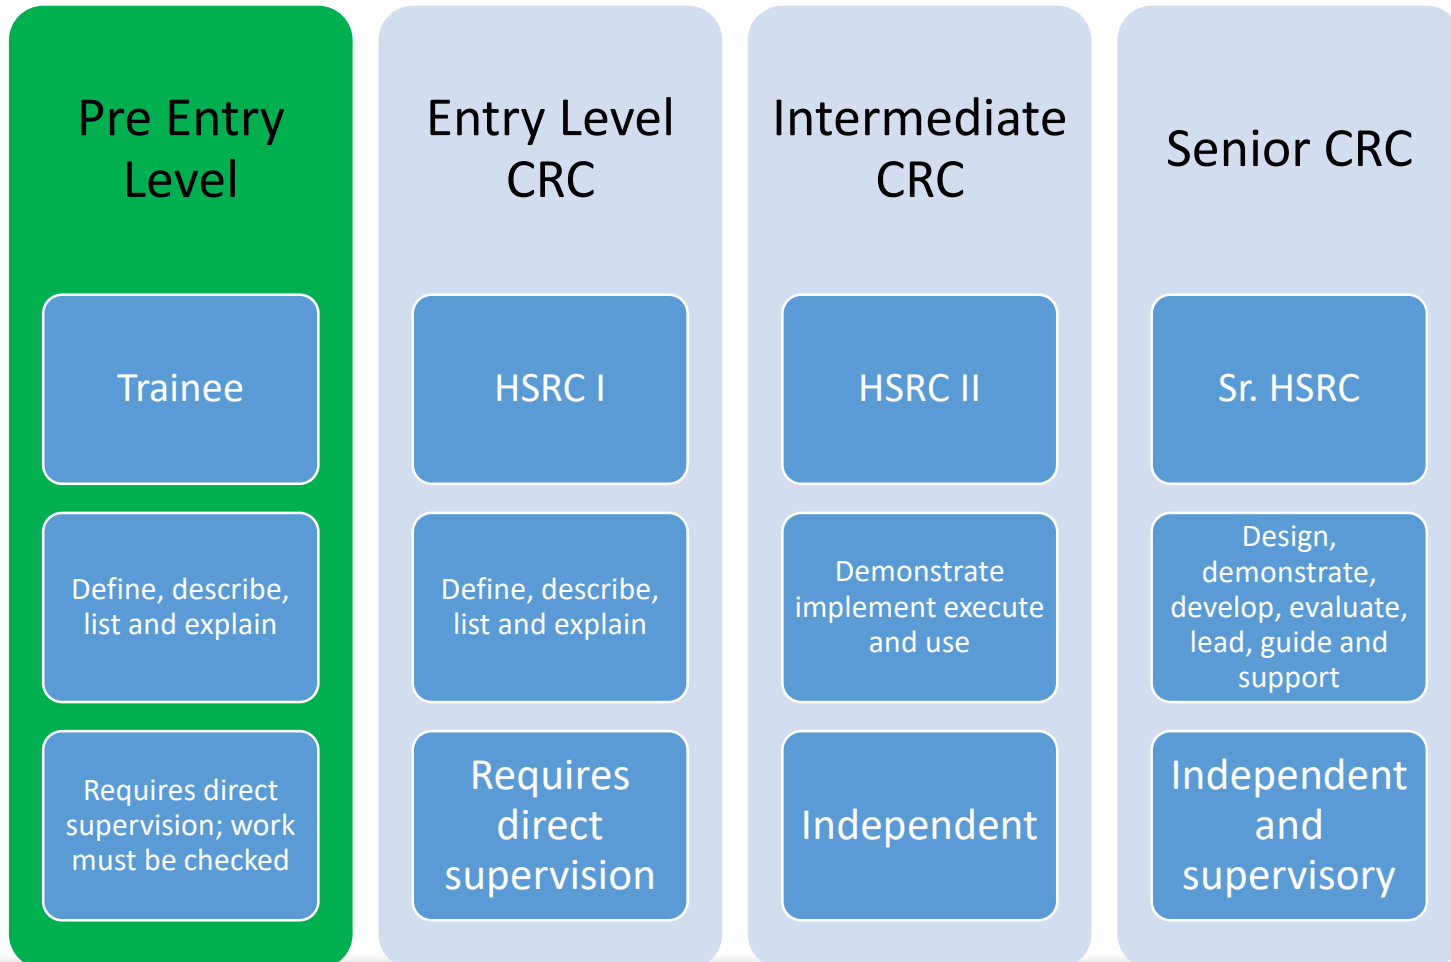 Pre Entry
Level
Trainee
Define, describe,
list and explain
Requires direct
supervision; work
must be checked
Entry Level
CRC
HSRC I
Define, describe,
list and explain
Requires
direct
supervision
Intermediate
CRC
HSRC II
Demonstrate
implement execute
and use
Independent
Senior CRC
Sr. HSRC
Design,
demonstrate,
develop, evaluate,
lead, guide and
support
Independent
and
supervisory